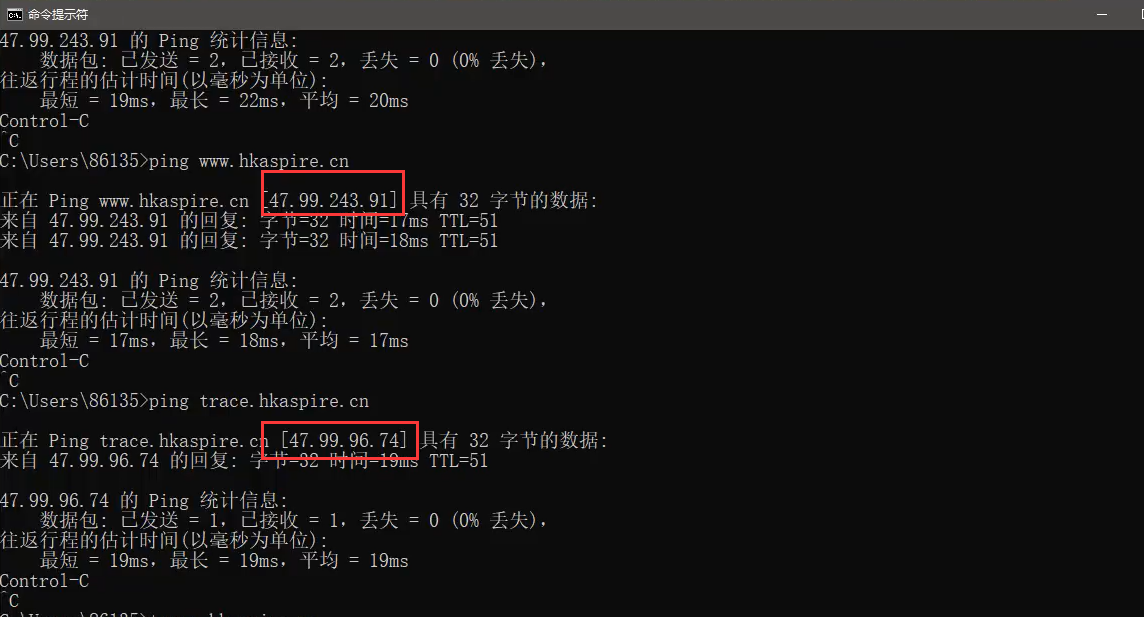 命令提示符
47.99.243.91 的 Ping 统计信息:
数据包: 已发送 = 2，已接收 = 2，丢失 = 0 (0% 丢失)，
往返行程的估计时间(以毫秒为单位):
最短 = 19ms，最长 = 22ms，平均 = 20ms
Control-C
^C
C:\Users\86135>ping www.hkaspire.cn
正在 Ping www.hkaspire.cn [47.99.243.91] 具有 32 字节的数据:
来自 47.99.243.91 的回复: 字节=32 时间=17ms TTL=51
来自 47.99.243.91 的回复: 字节=32 时间=18ms TTL=51
47.99.243.91 的 Ping 统计信息:
数据包: 已发送 = 2，已接收 = 2，丢失 = 0 (0% 丢失)，
往返行程的估计时间(以毫秒为单位):
最短 = 17ms，最长 = 18ms，平均 = 17ms
Control-C
^C
C:\Users\86135>ping trace.hkaspire.cn
正在 Ping trace.hkaspire.cn [47.99.96.74] 具有 32 字节的数据:
来自 47.99.96.74 的回复: 字节=32 时间=19ms TTL=51
47.99.96.74 的 Ping 统计信息:
数据包: 已发送 = 1，已接收 = 1，丢失 = 0 (0% 丢失)，
往返行程的估计时间(以毫秒为单位):
最短 = 19ms，最长 = 19ms，平均 = 19ms
Control-C
^C